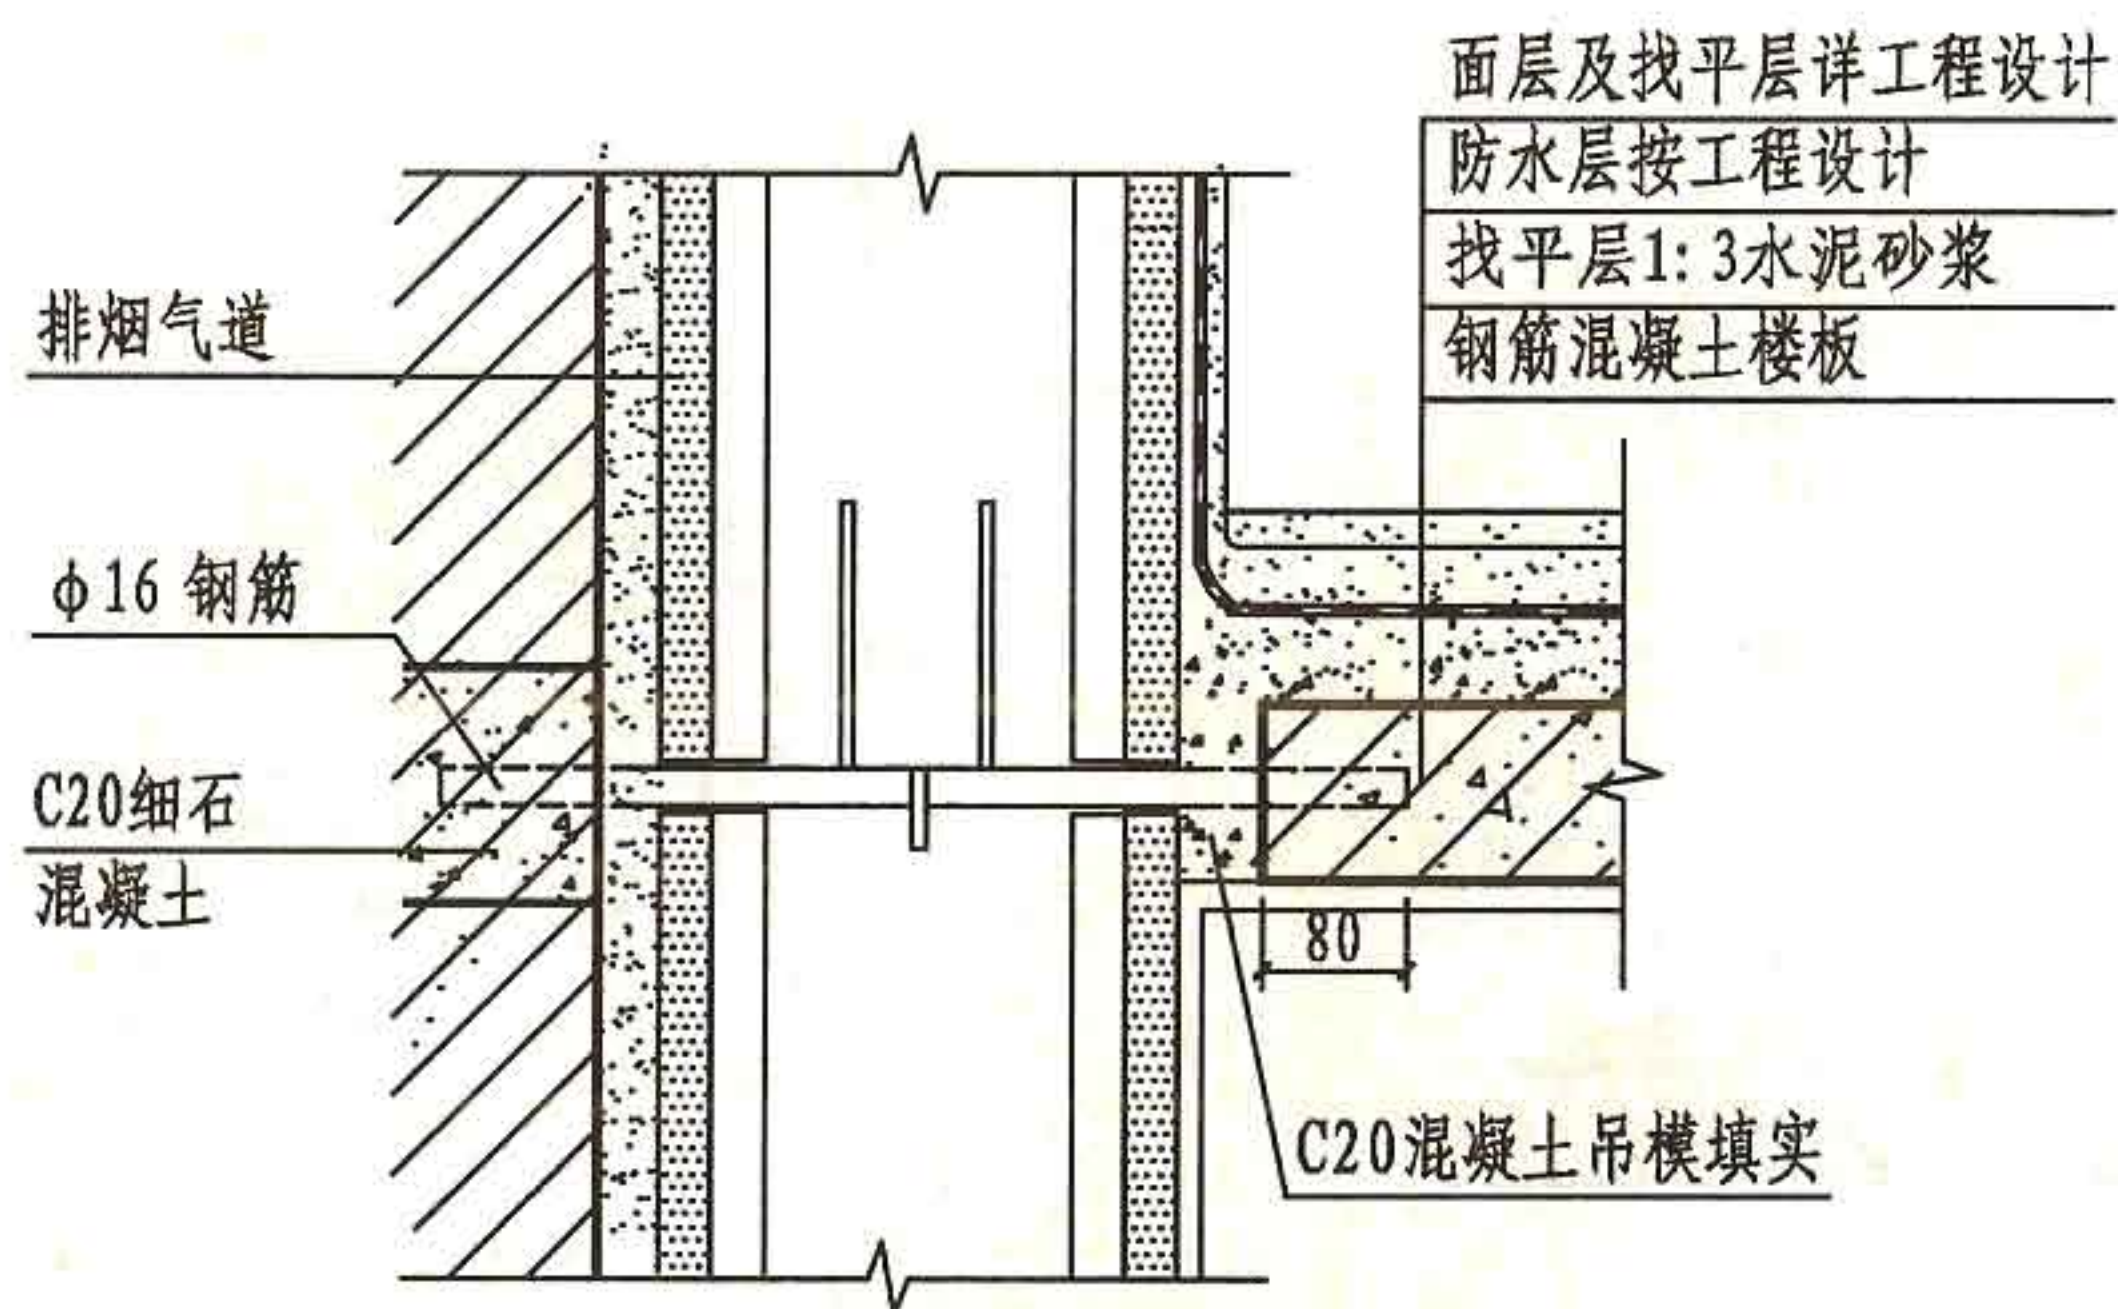 面层及找平层详工程设计
防水层按工程设计
找平层1:3水泥砂浆
钢筋混凝土楼板
排烟气道
ϕ16 钢筋
C20细石
混凝土
80
C20混凝土吊模填实